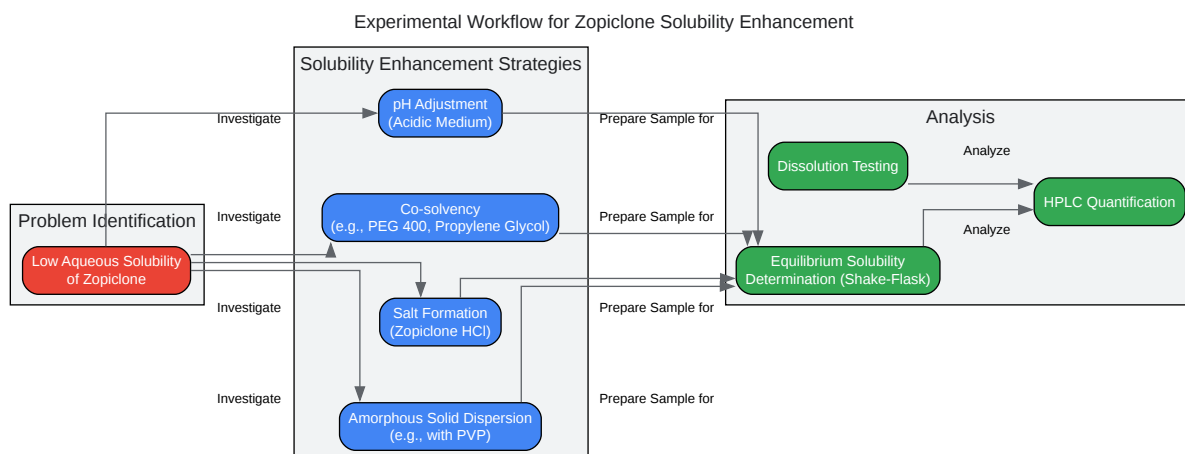 Experimental Workflow for Zopiclone Solubility Enhancement
Problem Identification
Low Aqueous Solubility
of Zopiclone
Investigate
Investigate
Investigate
Investigate
Solubility Enhancement Strategies
pH Adjustment
(Acidic Medium)
Co-solvency
(e.g., PEG 400, Propylene Glycol)
Salt Formation
(Zopiclone HCl)
Amorphous Solid Dispersion
(e.g., with PVP)
Prepare Sample for
Prepare Sample for
Prepare Sample for
Prepare Sample for
Analysis
Dissolution Testing
Equilibrium Solubility
Determination (Shake-Flask)
Analyze
Analyze
HPLC Quantification